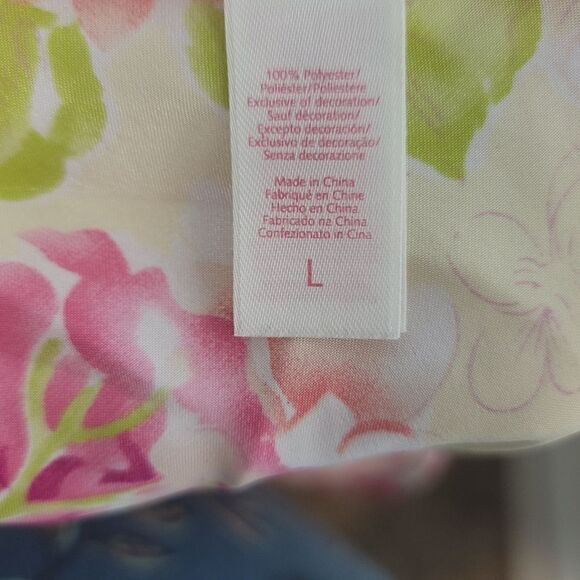 100% Polyester/
Poliéster/Poliestere
Exclusive of decoration/
Sauf décoration/
Excepto decoración/
Exclusivo de decoração/
Senza decorazione
Made in China
Fabriqué en Chine
Hecho en China
Fabricado na China
Confezionato in Cina
L